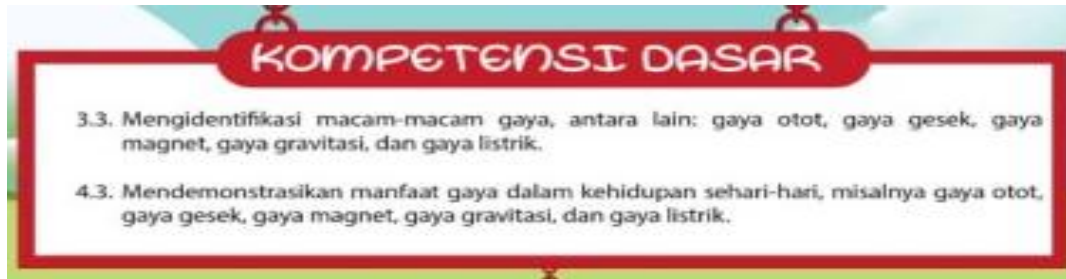 KOMPETENSI DASAR
3.3. Mengidentifikasi macam-macam gaya, antara lain: gaya otot, gaya gesek, gaya
magnet, gaya gravitasi, dan gaya listrik.
4.3. Mendemonstrasikan manfaat gaya dalam kehidupan sehari-hari, misalnya gaya otot,
gaya gesek, gaya magnet, gaya gravitasi, dan gaya listrik.